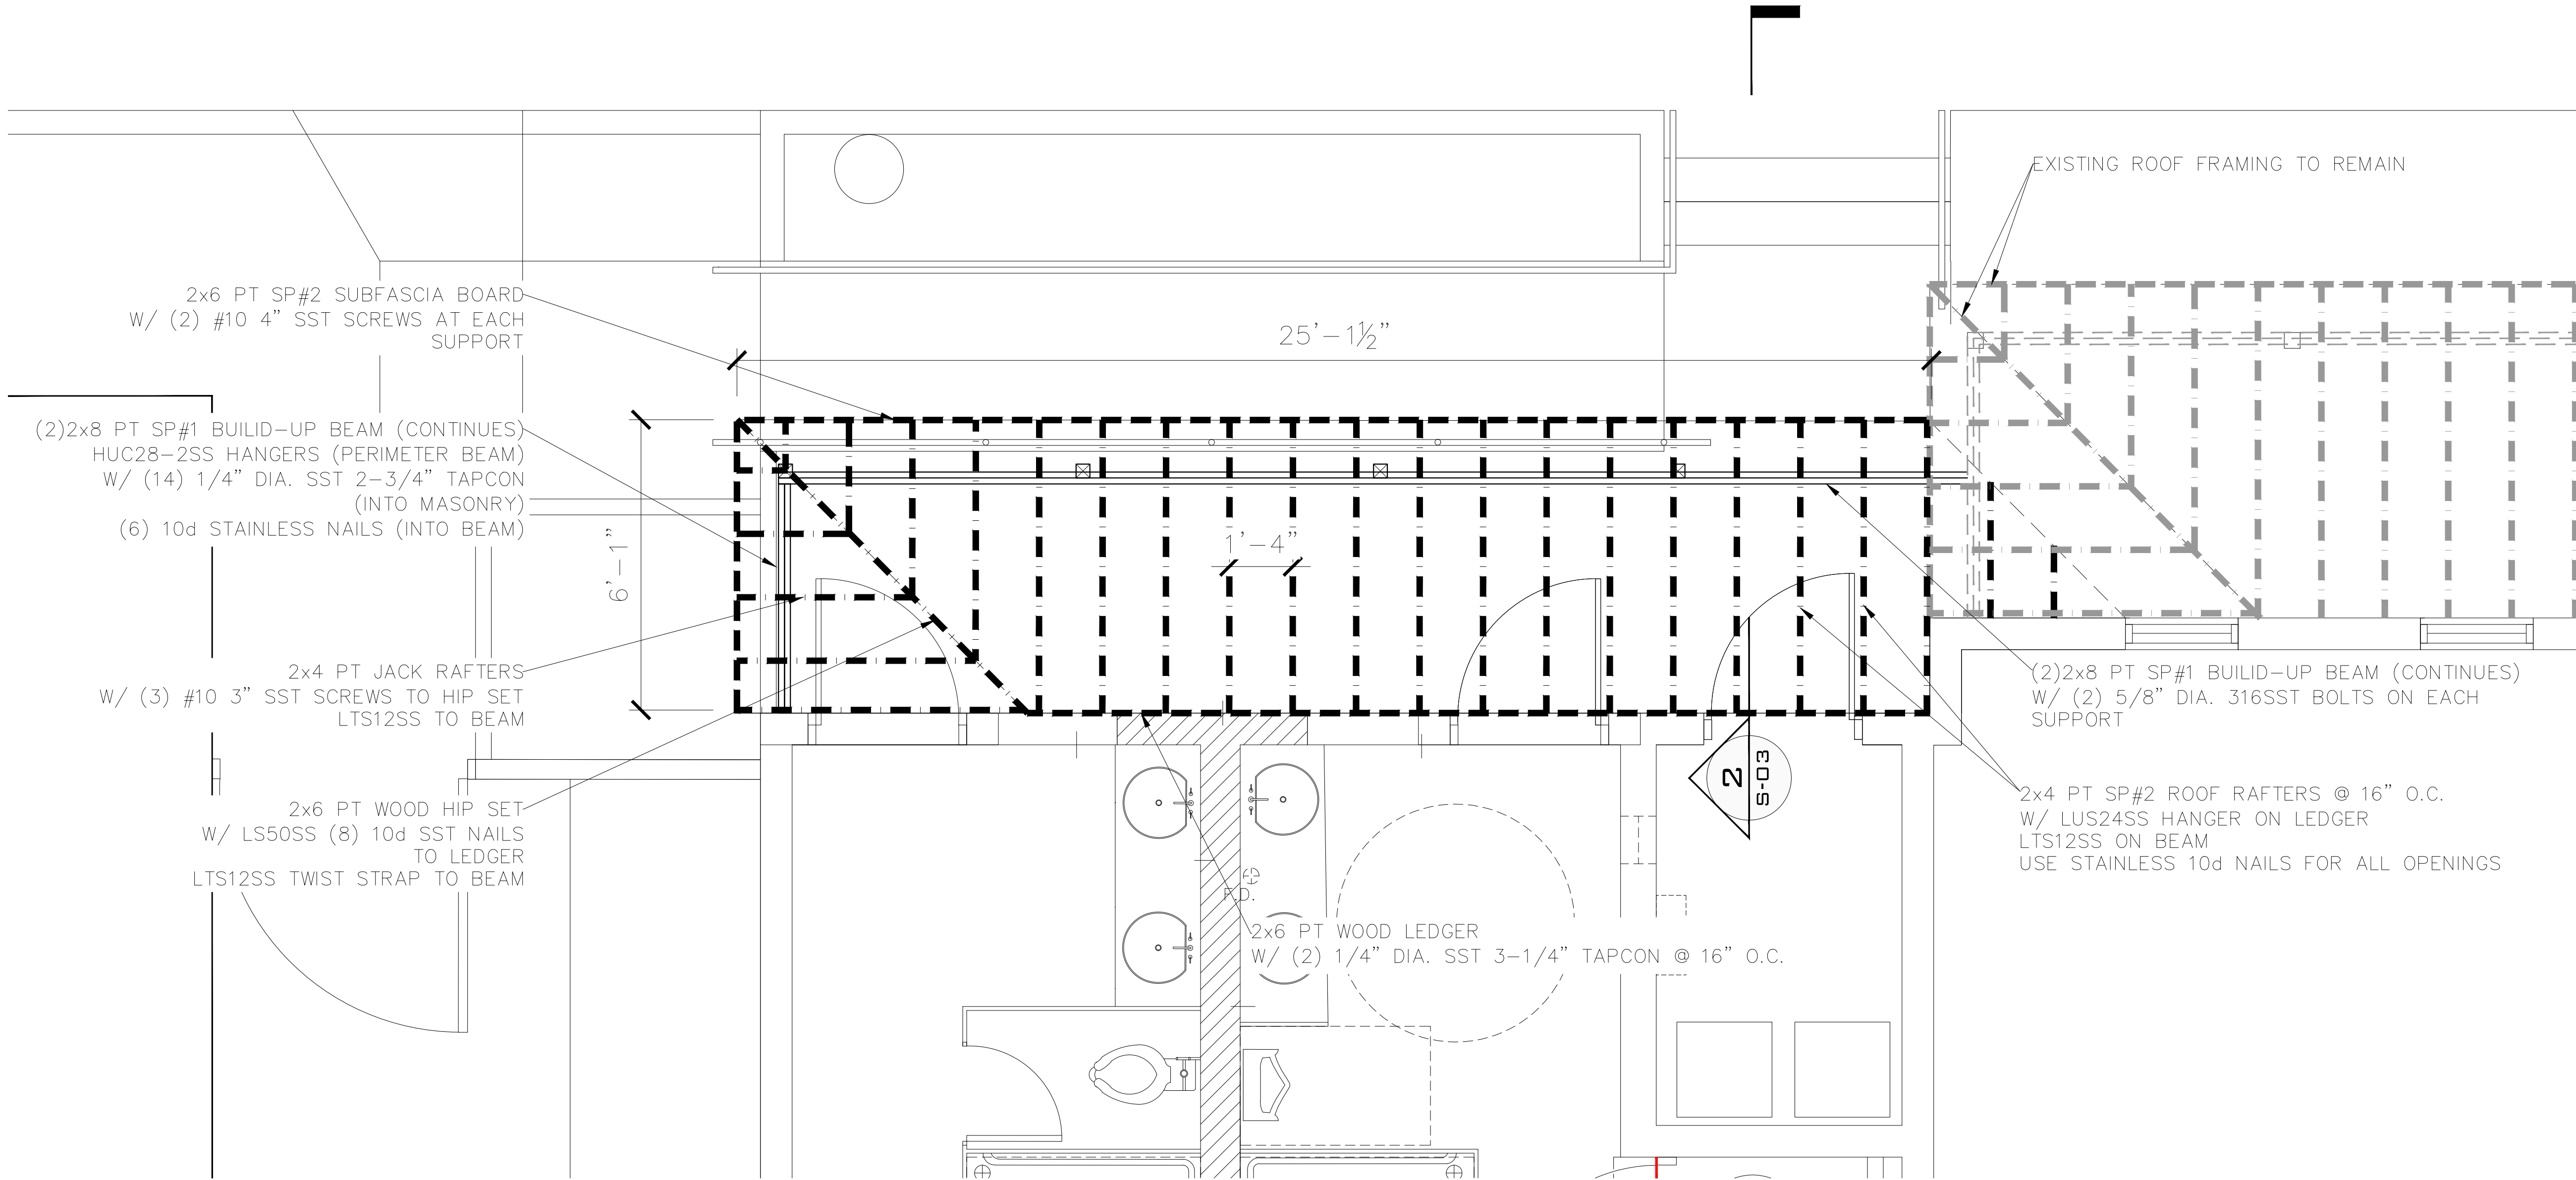 EXISTING ROOF FRAMING TO REMAIN
2x6 PT SP#2 SUBFASCIA BOARD
W/ (2) #10 4" SST SCREWS AT EACH
SUPPORT
25'-1½"
(2)2x8 PT SP#1 BUILID-UP BEAM (CONTINUES)
HUC28-2SS HANGERS (PERIMETER BEAM)
W/ (14) 1/4" DIA. SST 2-3/4" TAPCON
(INTO MASONRY)
(6) 10d STAINLESS NAILS (INTO BEAM)
6'-1"
1'-4"
2x4 PT JACK RAFTERS
W/ (3) #10 3" SST SCREWS TO HIP SET
LTS12SS TO BEAM
(2)2x8 PT SP#1 BUILID-UP BEAM (CONTINUES)
W/ (2) 5/8" DIA. 316SST BOLTS ON EACH
SUPPORT
2
S-03
2x6 PT WOOD HIP SET
W/ LS50SS (8) 10d SST NAILS
TO LEDGER
LTS12SS TWIST STRAP TO BEAM
2x4 PT SP#2 ROOF RAFTERS @ 16" O.C.
W/ LUS24SS HANGER ON LEDGER
LTS12SS ON BEAM
USE STAINLESS 10d NAILS FOR ALL OPENINGS
F.D.
2x6 PT WOOD LEDGER
W/ (2) 1/4" DIA. SST 3-1/4" TAPCON @ 16" O.C.